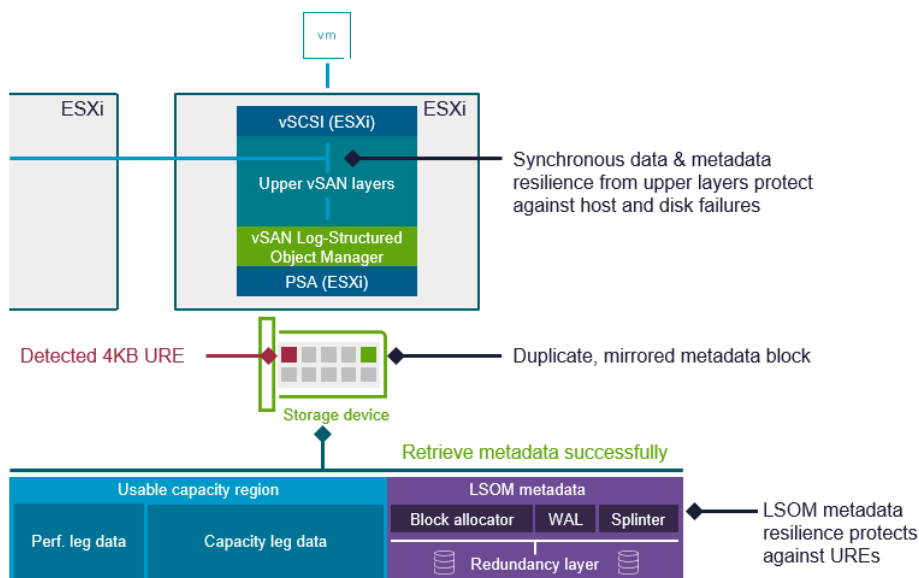 vm
ESXi
ESXi
vSCSI (ESXi)
Upper vSAN layers
vSAN Log-Structured
Object Manager
PSA (ESXi)
Synchronous data & metadata
resilience from upper layers protect
against host and disk failures
Detected 4KB URE
Duplicate, mirrored metadata block
Storage device
Retrieve metadata successfully
Usable capacity region
LSOM metadata
Perf. leg data
Capacity leg data
Block allocator
WAL
Splinter
Redundancy layer
LSOM metadata
resilience protects
against UREs